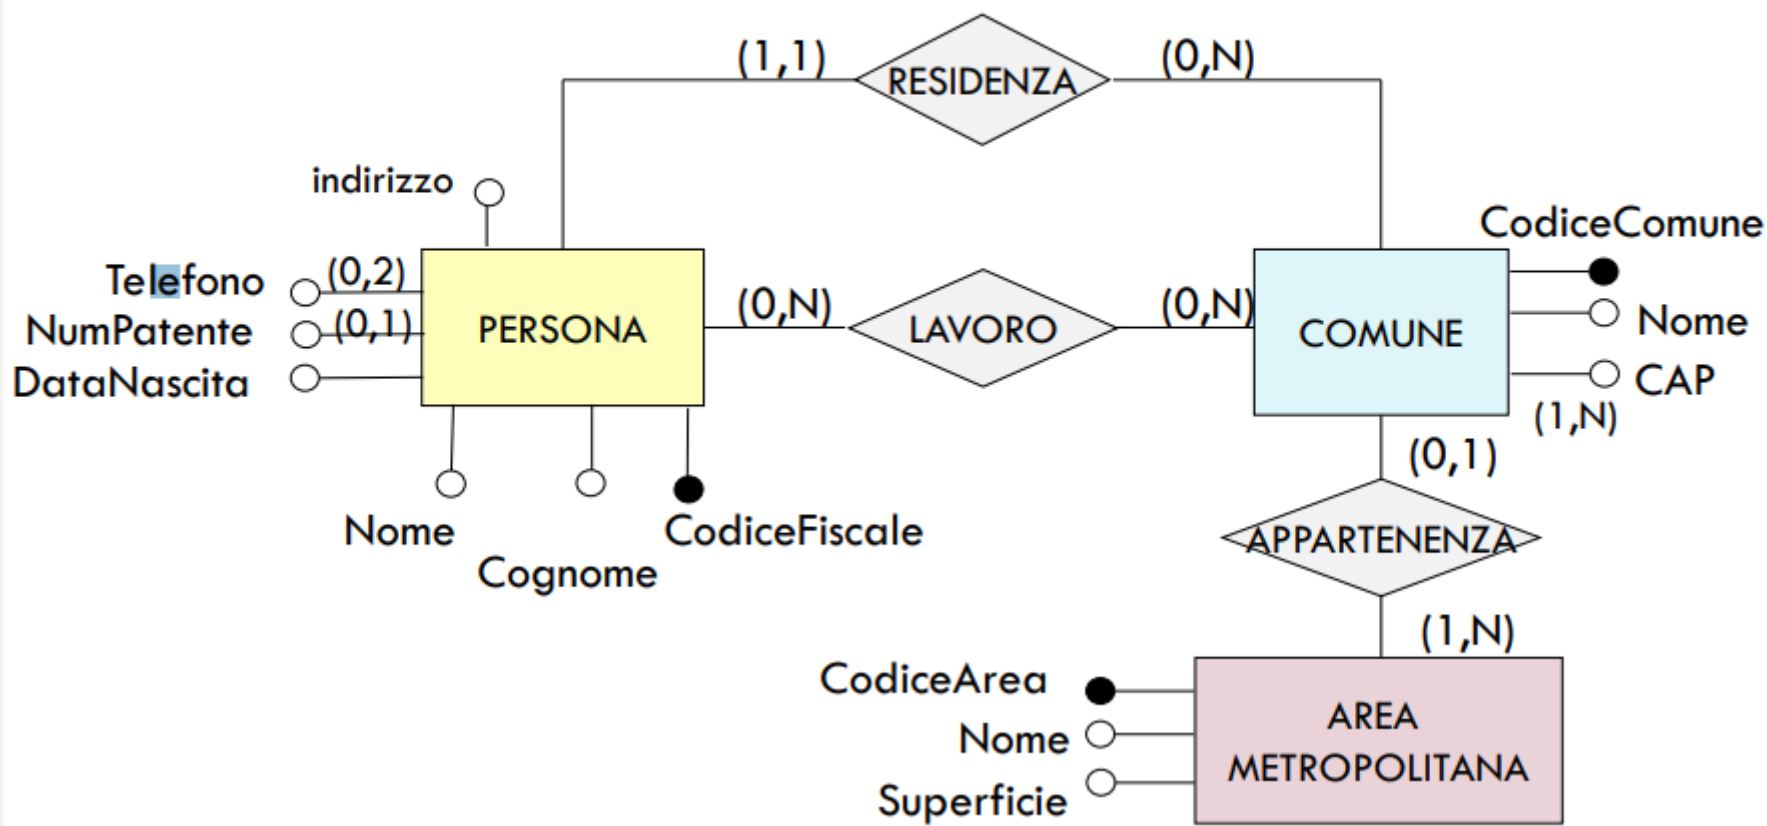 (1,1)
RESIDENZA
(0,N)
indirizzo
CodiceComune
Telefono
(0,2)
NumPatente
(0,1)
DataNascita
PERSONA
(0,N)
LAVORO
(0,N)
COMUNE
Nome
CAP
(1,N)
(0,1)
Nome
Cognome
CodiceFiscale
APPARTENENZA
(1,N)
CodiceArea
Nome
Superficie
AREA
METROPOLITANA